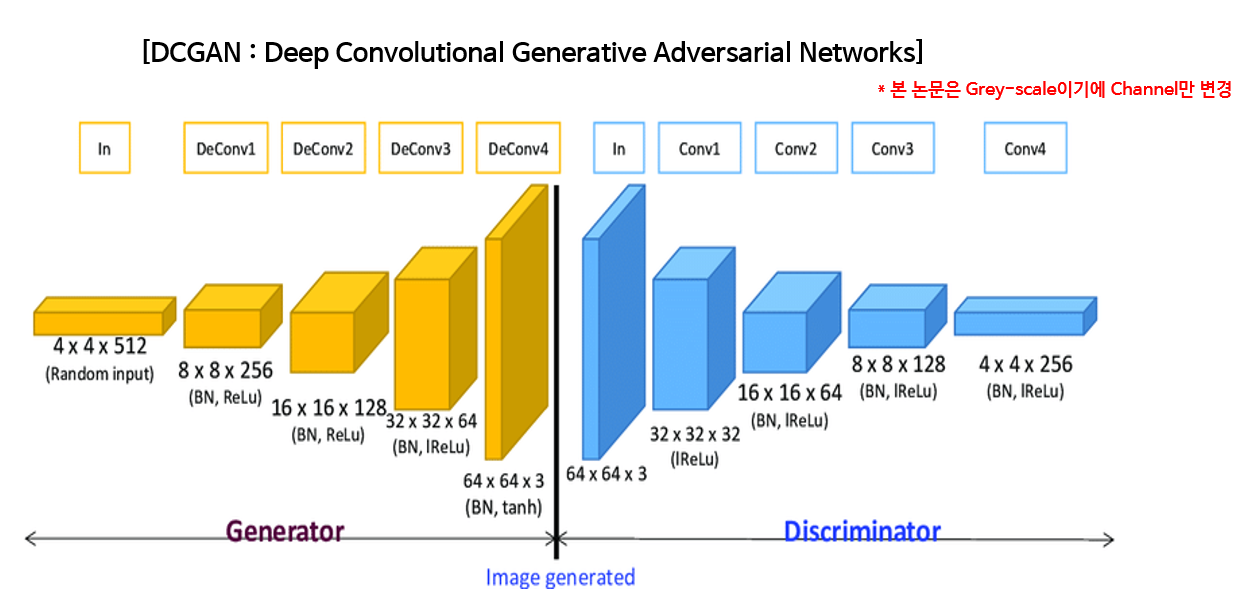 [DCGAN : Deep Convolutional Generative Adversarial Networks]
* 본 논문은 Grey-scale이기에 Channel만 변경
In
DeConv1
DeConv2
DeConv3
DeConv4
In
Conv1
Conv2
Conv3
Conv4
4 x 4 x 512
(Random input)
8 x 8 x 256
(BN, ReLu)
16 x 16 x 128
(BN, ReLu)
32 x 32 x 64
(BN, lReLu)
64 x 64 x 3
(BN, tanh)
64 x 64 x 3
32 x 32 x 32
(lReLu)
16 x 16 x 64
(BN, lReLu)
8 x 8 x 128
(BN, lReLu)
4 x 4 x 256
(BN, lReLu)
Generator
Discriminator
Image generated